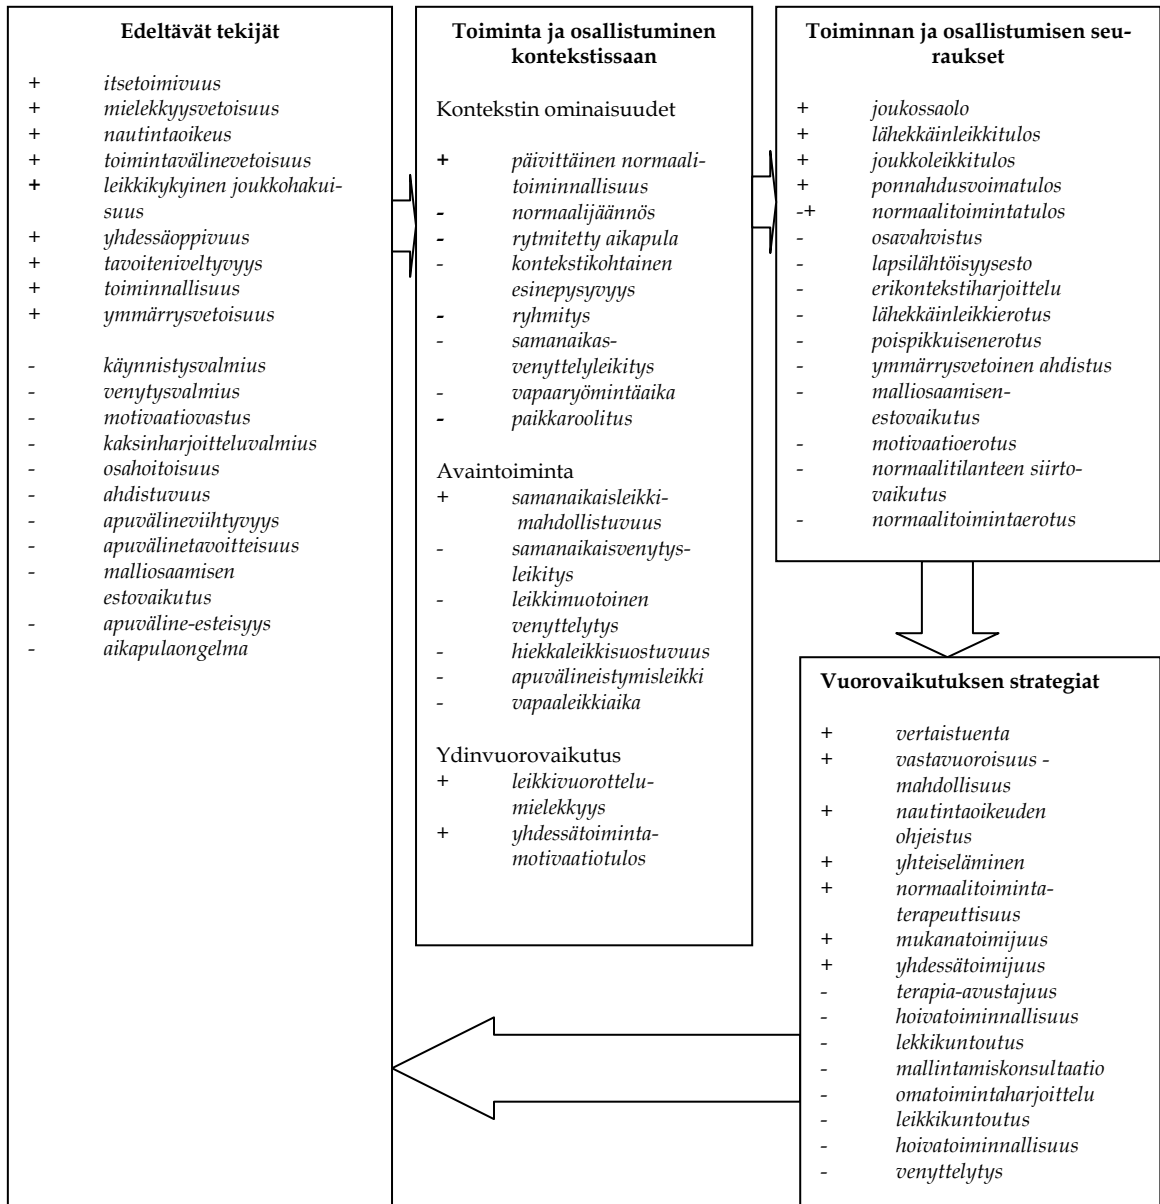 Edeltävät tekijät
+ itsetoimivuus
+ mielekkyysvetoisuus
+ nautintaoikeus
+ toimintavälinevetoisuus
+ leikkikykyinen joukkohakui-
suus
+ yhdessäoppivuus
+ tavoiteniveltyvyys
+ toiminnallisuus
+ ymmärrysvetoisuus
- käynnistysvalmius
- venytysvalmius
- motivaatiovastus
- kaksinharjoitteluvalmius
- osahoitoisuus
- ahdistuvuus
- apuvälineviihtyvyys
- apuvälinetavoitteisuus
- malliosaamisen
estovaikutus
- apuväline-esteisyys
- aikapulaongelma
Toiminta ja osallistuminen
kontekstissaan
Kontekstin ominaisuudet
+ päivittäinen normaali-
toiminnallisuus
- normaalijäännös
- rytmitetty aikapula
- kontekstikohtainen
esinepysyvyys
- ryhmitys
- samanaikas-
venyttelyleikitys
- vapaaryömintäaika
- paikkaroolitus
Avaintoiminta
+ samanaikaisleikki-
mahdollistuvuus
- samanaikaisvenytys-
leikitys
- leikkimuotoinen
venyttelytys
- hiekkaleikkisuostuvuus
- apuvälineistymisleikki
- vapaaleikkiaika
Ydinvuorovaikutus
+ leikkivuorottelu-
mielekkyys
+ yhdessätoiminta-
motivaatiotulos
Toiminnan ja osallistumisen seu-
raukset
+ joukossaolo
+ lähekkäinleikkitulos
+ joukkoleikkitulos
+ ponnahdusvoimatulos
-+ normaalitoimintatulos
- osavahvistus
- lapsilähtöisyysesto
- erikontekstiharjoittelu
- lähekkäinleikkierotus
- poispikkuisenerotus
- ymmärrysvetoinen ahdistus
- malliosaamisen-
estovaikutus
- motivaatioerotus
- normaalitilanteen siirto-
vaikutus
- normaalitoimintaerotus
Vuorovaikutuksen strategiat
+ vertaistuenta
+ vastavuoroisuus -
mahdollisuus
+ nautintaoikeuden
ohjeistus
+ yhteiseläminen
+ normaalitoiminta-
terapeuttisuus
+ mukanatoimijuus
+ yhdessätoimijuus
- terapia-avustajuus
- hoivatoiminnallisuus
- lekkikuntoutus
- mallintamiskonsultaatio
- omatoimintaharjoittelu
- leikkikuntoutus
- hoivatoiminnallisuus
- venyttelytys